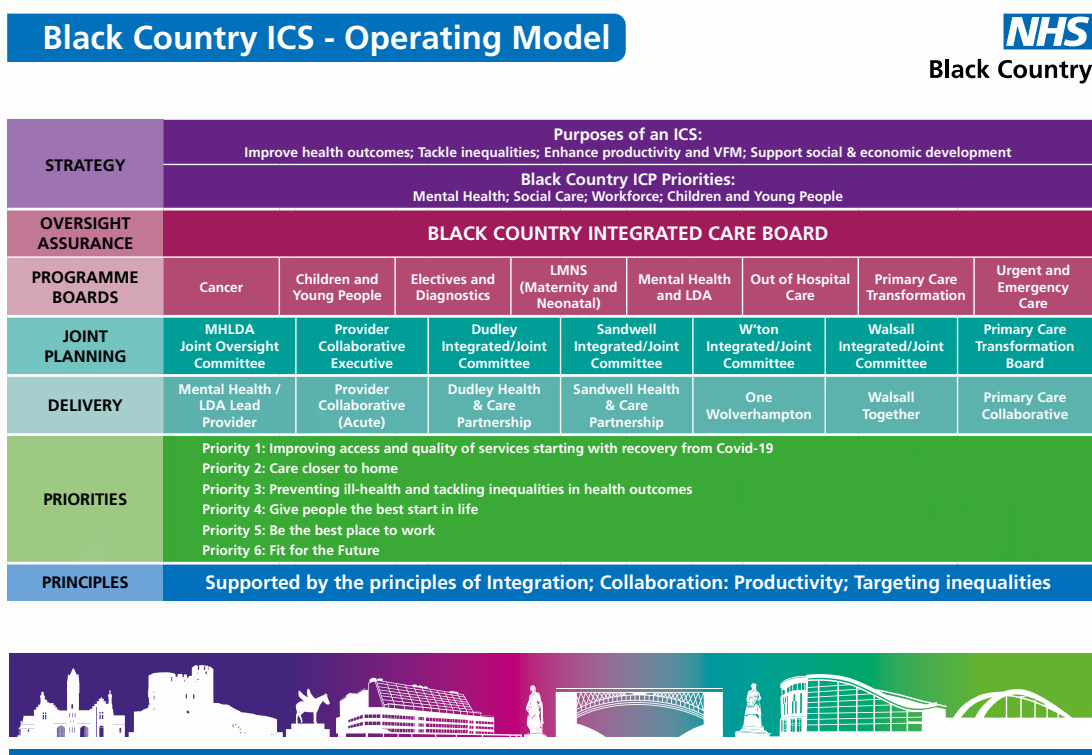 Black Country ICS - Operating Model
NHS
Black Country
STRATEGY
Purposes of an ICS:
Improve health outcomes; Tackle inequalities; Enhance productivity and VFM; Support social & economic development
Black Country ICP Priorities:
Mental Health; Social Care; Workforce; Children and Young People
OVERSIGHT
ASSURANCE
BLACK COUNTRY INTEGRATED CARE BOARD
PROGRAMME
BOARDS
Cancer
Children and
Young People
Electives and
Diagnostics
LMNS
(Maternity and
Neonatal)
Mental Health
and LDA
Out of Hospital
Care
Primary Care
Transformation
Urgent and
Emergency
Care
JOINT
PLANNING
MHLDA
Joint Oversight
Committee
Provider
Collaborative
Executive
Dudley
Integrated/Joint
Committee
Sandwell
Integrated/Joint
Committee
W'ton
Integrated/Joint
Committee
Walsall
Integrated/Joint
Committee
Primary Care
Transformation
Board
DELIVERY
Mental Health /
LDA Lead
Provider
Provider
Collaborative
(Acute)
Dudley Health
& Care
Partnership
Sandwell Health
& Care
Partnership
One
Wolverhampton
Walsall
Together
Primary Care
Collaborative
PRIORITIES
Priority 1: Improving access and quality of services starting with recovery from Covid-19
Priority 2: Care closer to home
Priority 3: Preventing ill-health and tackling inequalities in health outcomes
Priority 4: Give people the best start in life
Priority 5: Be the best place to work
Priority 6: Fit for the Future
PRINCIPLES
Supported by the principles of Integration; Collaboration: Productivity; Targeting inequalities